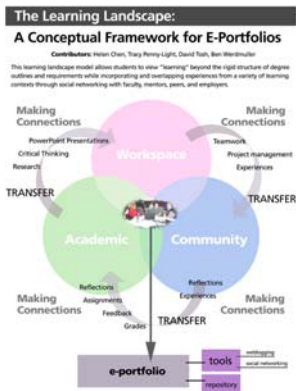 The Learning Landscape:
A Conceptual Framework for E-Portfolios
Contributors: Helen Chen, Tracy Penny-Light, David Tosh, Ben Werdmuller
This learning landscape model allows students to view "learning" beyond the rigid structure of degree
outlines and requirements while incorporating and overlapping experiences from a variety of learning
contexts through social networking with faculty, mentors, peers, and employers.
Making
Connections
Making
Connections
PowerPoint Presentations
Critical Thinking
Research
Workspace
Teamwork
Project management
Experiences
TRANSFER
TRANSFER
Academic
Community
Making
Connections
Reflections
Assignments
Feedback
Grades
Reflections
Experiences
TRANSFER
Making
Connections
e-portfolio
tools
weblogging
social networking
repository